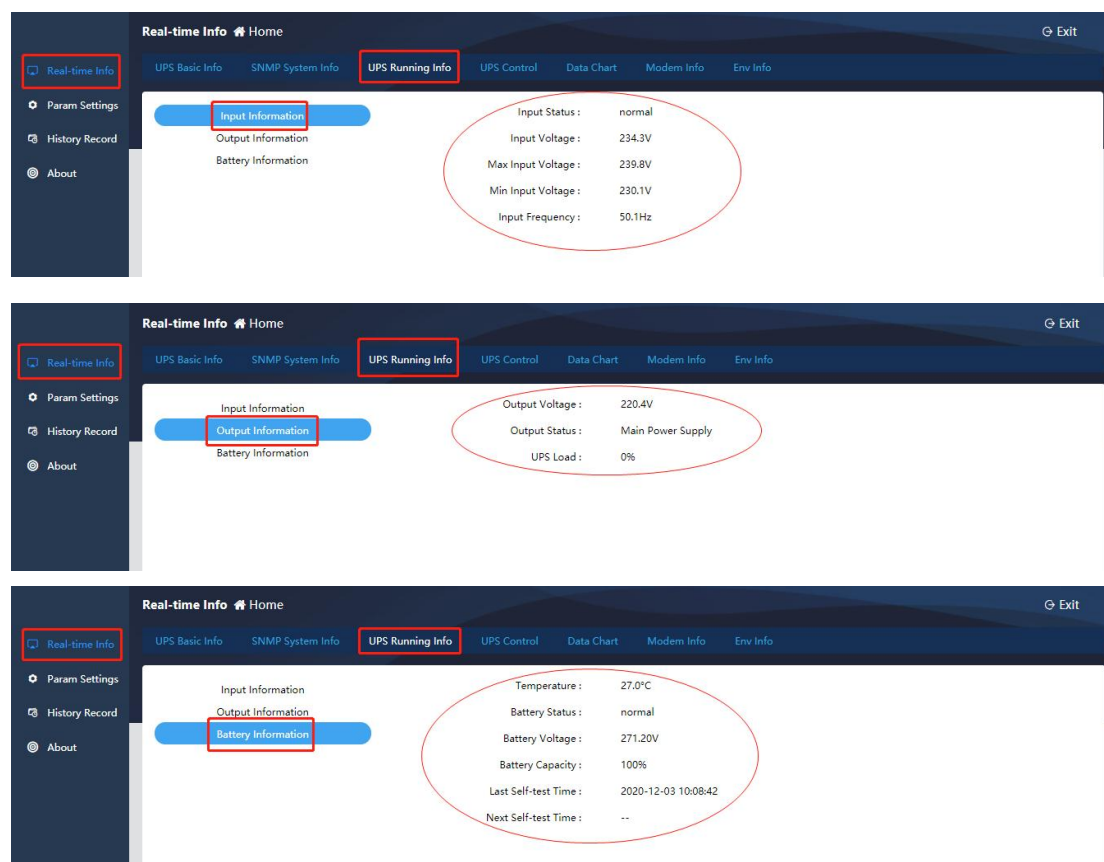 Real-time Info Home Exit
Real-time Info UPS Basic Info SNMP System Info UPS Running Info UPS Control Data Chart Modem Info Env Info
Param Settings Input Information Input Status : normal
History Record Output Information Input Voltage : 234.3V
Battery Information Max Input Voltage : 239.8V
About Min Input Voltage : 230.1V
Input Frequency : 50.1Hz
Real-time Info Home Exit
Real-time Info UPS Basic Info SNMP System Info UPS Running Info UPS Control Data Chart Modem Info Env Info
Param Settings Input Information Output Voltage : 220.4V
History Record Output Information Output Status : Main Power Supply
About Battery Information UPS Load : 0%
Real-time Info Home Exit
Real-time Info UPS Basic Info SNMP System Info UPS Running Info UPS Control Data Chart Modem Info Env Info
Param Settings Input Information Temperature : 27.0°C
History Record Output Information Battery Status : normal
About Battery Information Battery Voltage : 271.20V
Battery Capacity : 100%
Last Self-test Time : 2020-12-03 10:08:42
Next Self-test Time : --